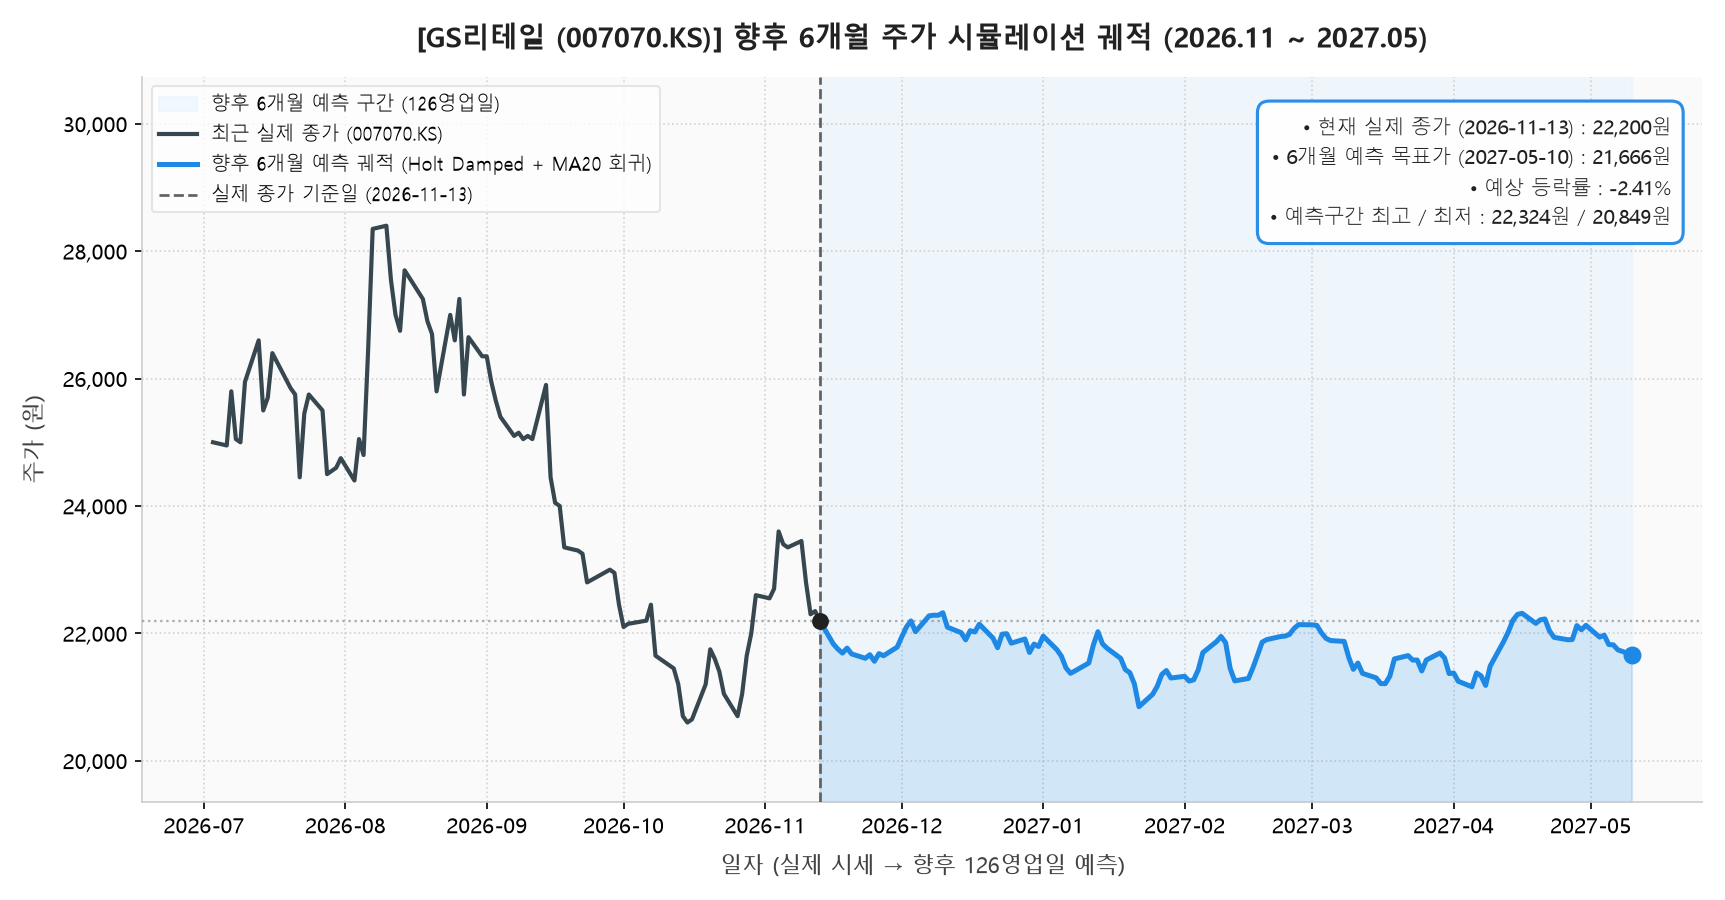 [GS리테일 (007070.KS)] 향후 6개월 주가 시뮬레이션 궤적 (2026.11 ~ 2027.05)
향후 6개월 예측 구간 (126영업일)
최근 실제 종가 (007070.KS)
향후 6개월 예측 궤적 (Holt Damped + MA20 회귀)
실제 종가 기준일 (2026-11-13)
• 현재 실제 종가 (2026-11-13) : 22,200원
• 6개월 예측 목표가 (2027-05-10) : 21,666원
• 예상 등락률 : -2.41%
• 예측구간 최고 / 최저 : 22,324원 / 20,849원
주가 (원)
30,000
28,000
26,000
24,000
22,000
20,000
2026-07 2026-08 2026-09 2026-10 2026-11 2026-12 2027-01 2027-02 2027-03 2027-04 2027-05
일자 (실제 시세 → 향후 126영업일 예측)